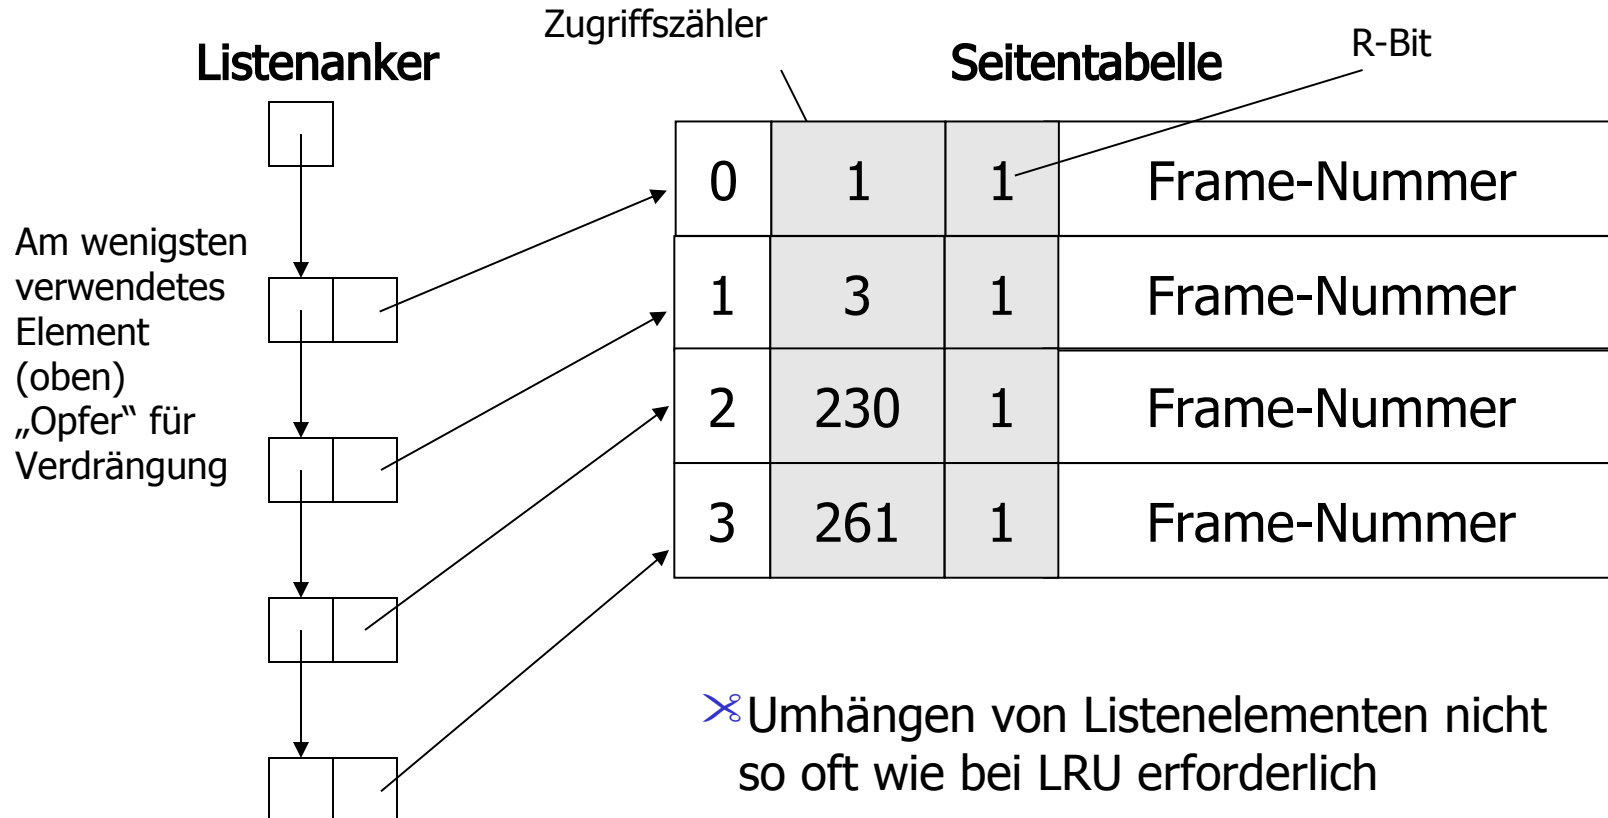 Zugriffszähler
Listenanker
Seitentabelle
R-Bit
0 1 1 Frame-Nummer
1 3 1 Frame-Nummer
2 230 1 Frame-Nummer
3 261 1 Frame-Nummer
Am wenigsten
verwendetes
Element
(oben)
„Opfer“ für
Verdrängung
Umhängen von Listenelementen nicht
so oft wie bei LRU erforderlich